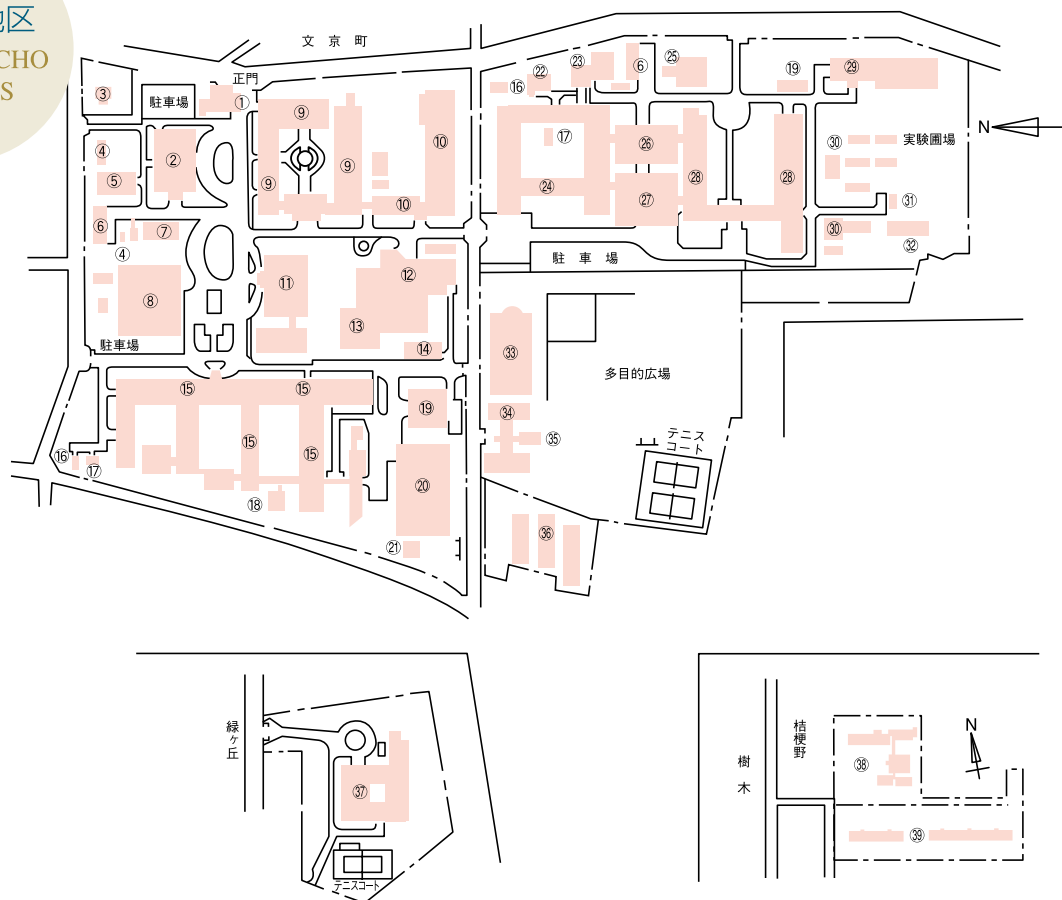 地区
CHO
S
文京町
正門
駐車場
①
②
③
④
⑤
⑥
⑦
④
⑧
駐車場
⑨
⑨
⑨
⑩
⑩
⑪
⑫
⑬
⑭
⑮
⑮
⑮
⑮
⑯
⑰
⑱
⑲
⑳
㉑
⑯
㉒
㉓
⑥
㉕
⑲
㉙
⑰
㉔
㉖
㉗
㉘
㉘
㉚
実験圃場
㉛
㉚
㉜
N
駐車場
㉝
㉞
㉟
多目的広場
テニス
コート
㊱
緑ヶ丘
㊲
テニスコート
樹木
桔梗野
㊳
㊴
N